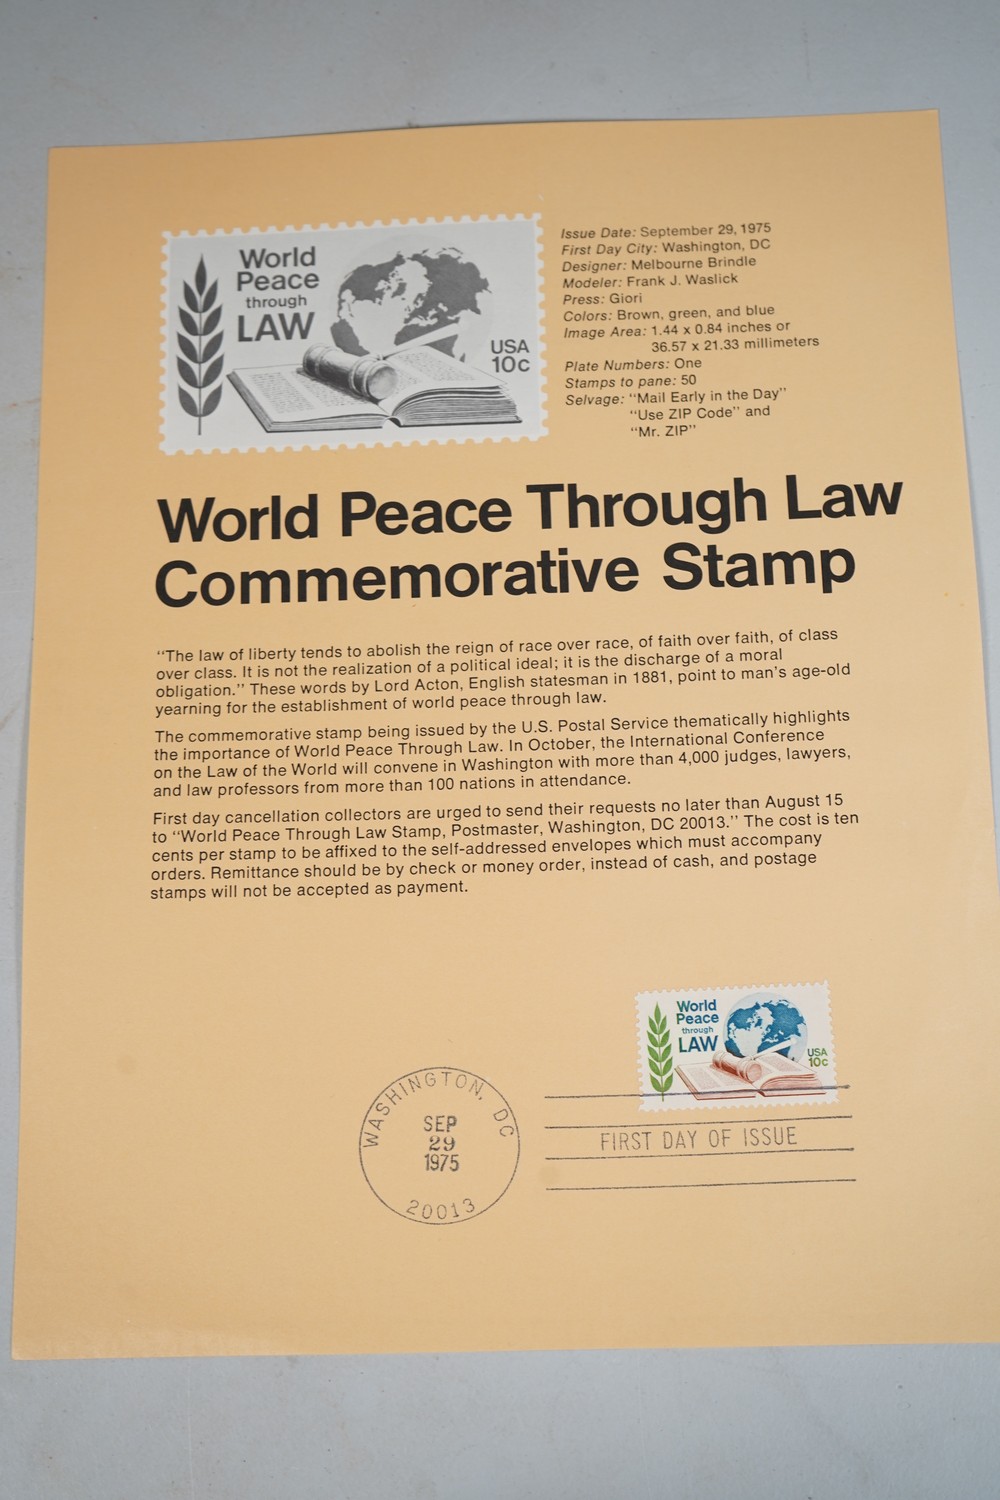 World
Peace
through
LAW
USA
10c
Issue Date: September 29, 1975
First Day City: Washington, DC
Designer: Melbourne Brindle
Modeler: Frank J. Waslick
Press: Giori
Colors: Brown, green, and blue
Image Area: 1.44 x 0.84 inches or
36.57 x 21.33 millimeters
Plate Numbers: One
Stamps to pane: 50
Selvage: “Mail Early in the Day”
“Use ZIP Code” and
“Mr. ZIP”
World Peace Through Law
Commemorative Stamp
“The law of liberty tends to abolish the reign of race over race, of faith over faith, of class
over class. It is not the realization of a political ideal; it is the discharge of a moral
obligation.” These words by Lord Acton, English statesman in 1881, point to man’s age-old
yearning for the establishment of world peace through law.
The commemorative stamp being issued by the U.S. Postal Service thematically highlights
the importance of World Peace Through Law. In October, the International Conference
on the Law of the World will convene in Washington with more than 4,000 judges, lawyers,
and law professors from more than 100 nations in attendance.
First day cancellation collectors are urged to send their requests no later than August 15
to “World Peace Through Law Stamp, Postmaster, Washington, DC 20013.” The cost is ten
cents per stamp to be affixed to the self-addressed envelopes which must accompany
orders. Remittance should be by check or money order, instead of cash, and postage
stamps will not be accepted as payment.
World
Peace
through
LAW
USA
10c
WASHINGTON, DC
SEP
29
1975
20013
FIRST DAY OF ISSUE